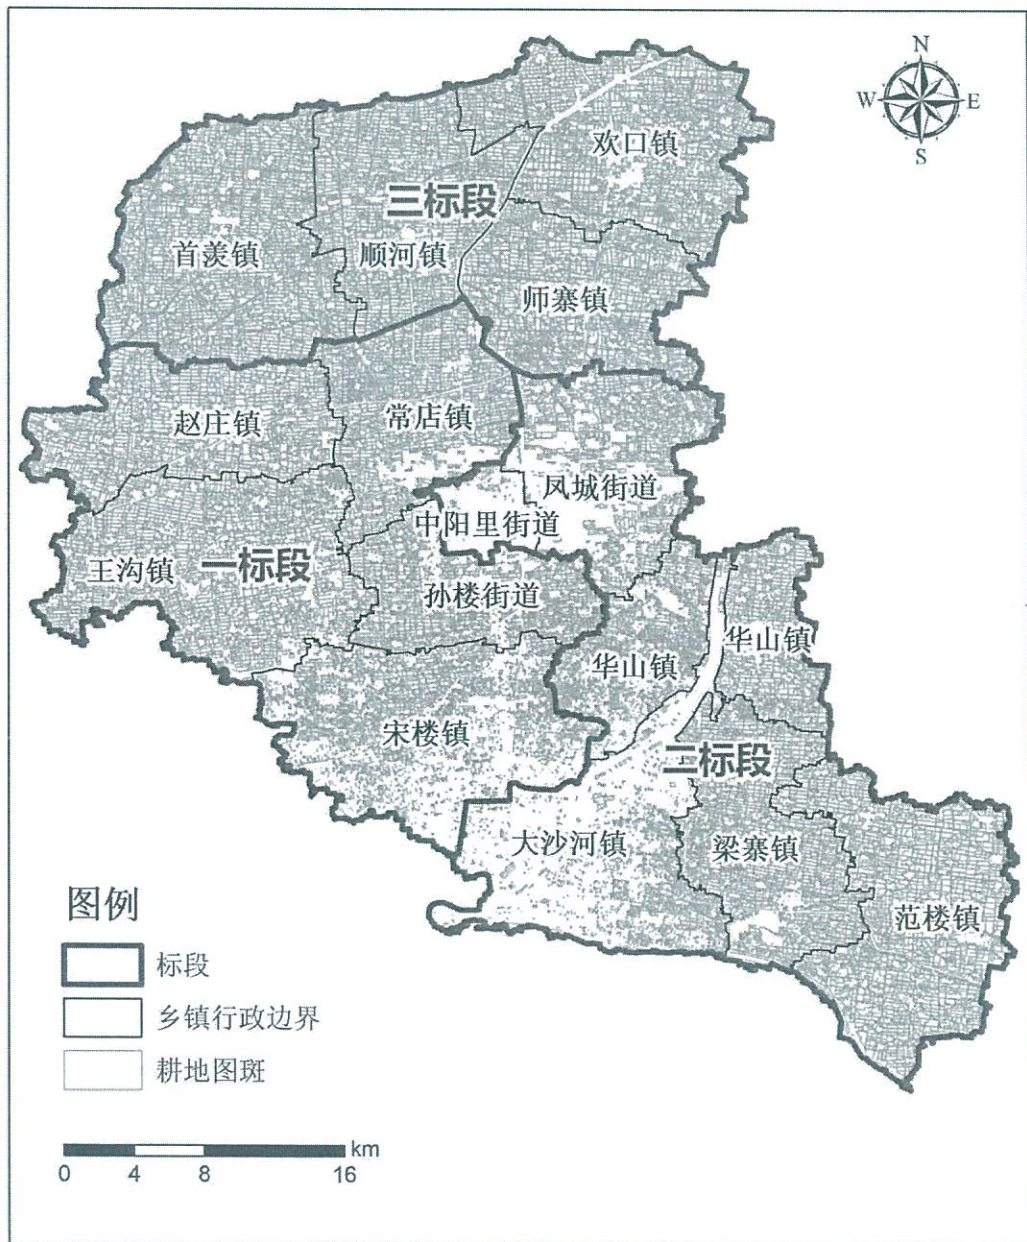 N
W
E
S
欢口镇
三标段
首羡镇
顺河镇
师寨镇
赵庄镇
常店镇
凤城街道
中阳里街道
王沟镇
一标段
孙楼街道
华山镇
华山镇
宋楼镇
二标段
大沙河镇
梁寨镇
范楼镇
图例
标段
乡镇行政边界
耕地图斑
km
0 4 8 16